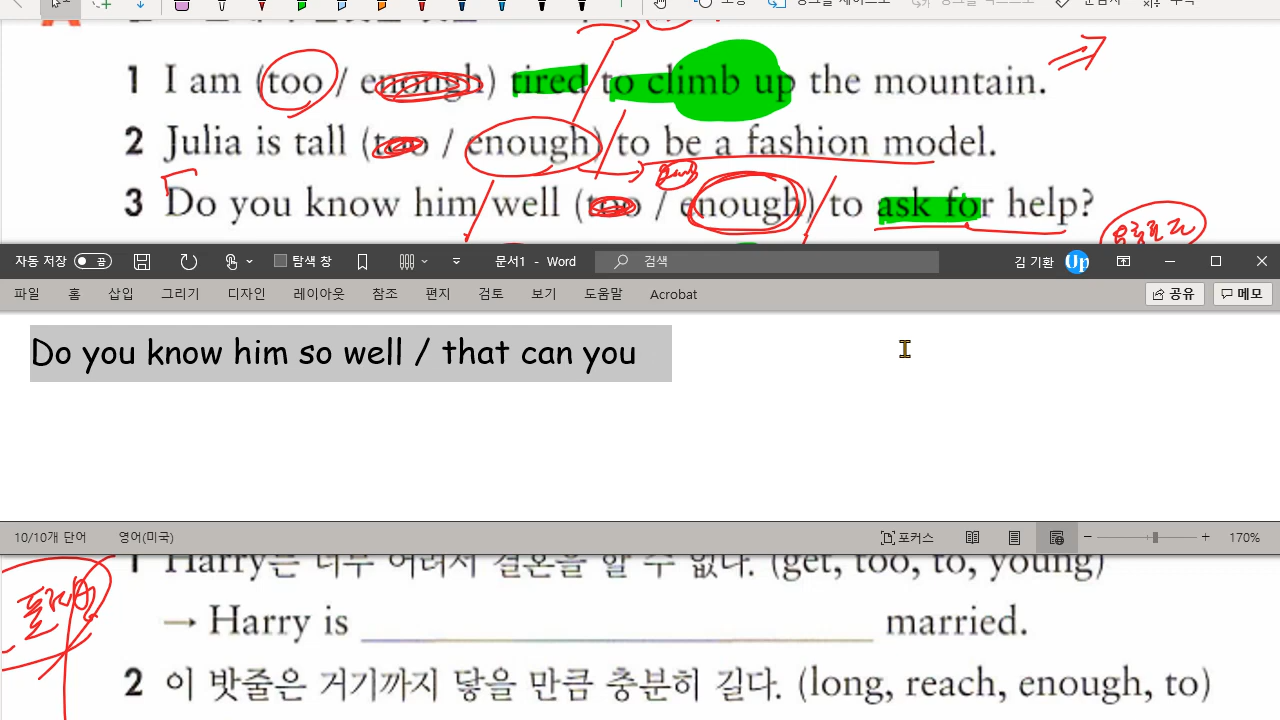 1 I am (too / enough) tired to climb up the mountain.
2 Julia is tall (too / enough) to be a fashion model.
3 Do you know him well (too / enough) to ask for help?
자동 저장 끔 탐색 창 문서1 - Word 검색 김 기환 Up
파일 홈 삽입 그리기 디자인 레이아웃 참조 편지 검토 보기 도움말 Acrobat 공유 메모
Do you know him so well / that can you
10/10개 단어 영어(미국) 포커스 170%
1 Harry는 너무 어려서 결혼을 할 수 없다. (get, too, to, young)
→ Harry is married.
2 이 밧줄은 거기까지 닿을 만큼 충분히 길다. (long, reach, enough, to)